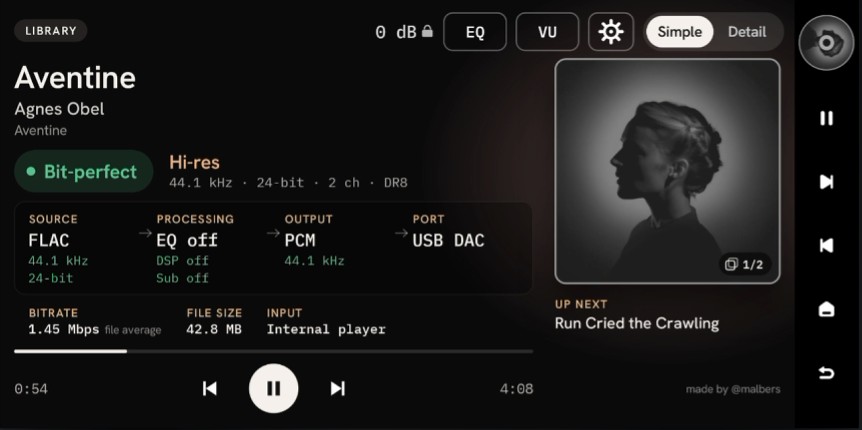 LIBRARY
0 dB
EQ
VU
Simple
Detail
Aventine
Agnes Obel
Aventine
Bit-perfect
Hi-res
44.1 kHz · 24-bit · 2 ch · DR8
SOURCE
FLAC
44.1 kHz
24-bit
→
PROCESSING
EQ off
DSP off
Sub off
→
OUTPUT
PCM
44.1 kHz
→
PORT
USB DAC
BITRATE
1.45 Mbps file average
FILE SIZE
42.8 MB
INPUT
Internal player
1/2
UP NEXT
Run Cried the Crawling
0:54
4:08
made by @malbers